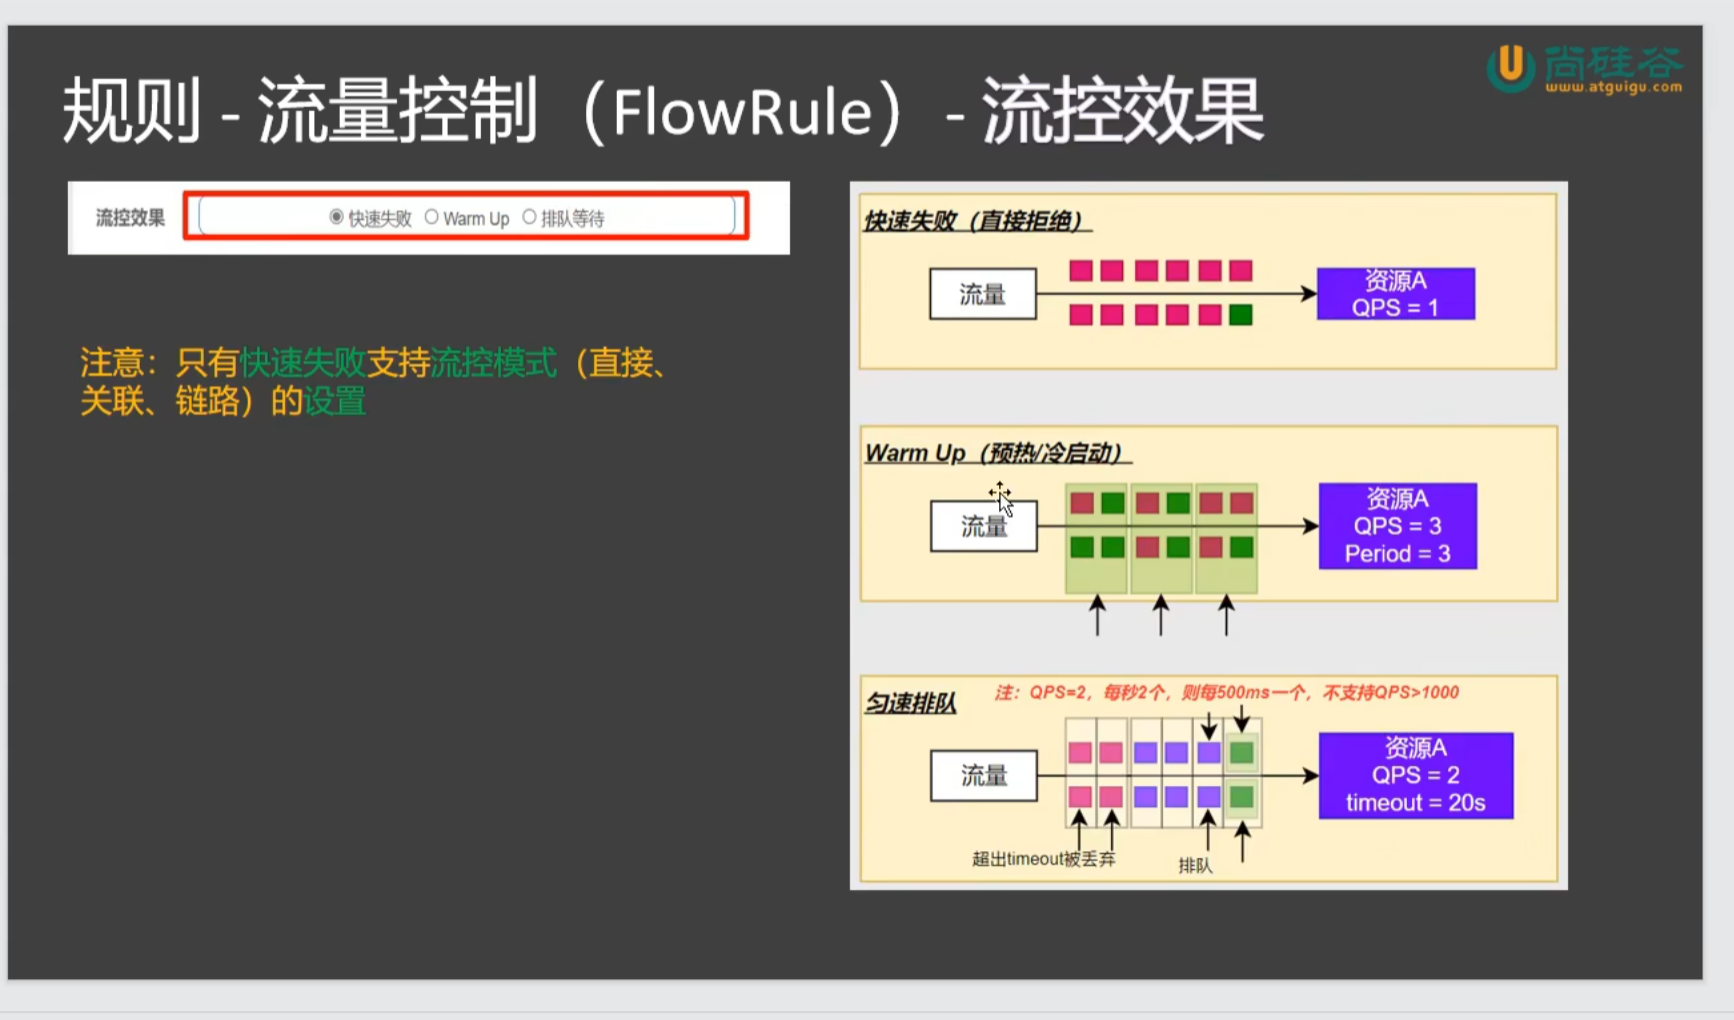 规则 - 流量控制（FlowRule） - 流控效果
尚硅谷
www.atguigu.com
流控效果
快速失败 Warm Up 排队等待
注意：只有快速失败支持流控模式（直接、
关联、链路）的设置
快速失败（直接拒绝）
流量
资源A
QPS = 1
Warm Up（预热/冷启动）
流量
资源A
QPS = 3
Period = 3
匀速排队
注：QPS=2，每秒2个，则每500ms一个，不支持QPS>1000
流量
资源A
QPS = 2
timeout = 20s
超出timeout被丢弃
排队